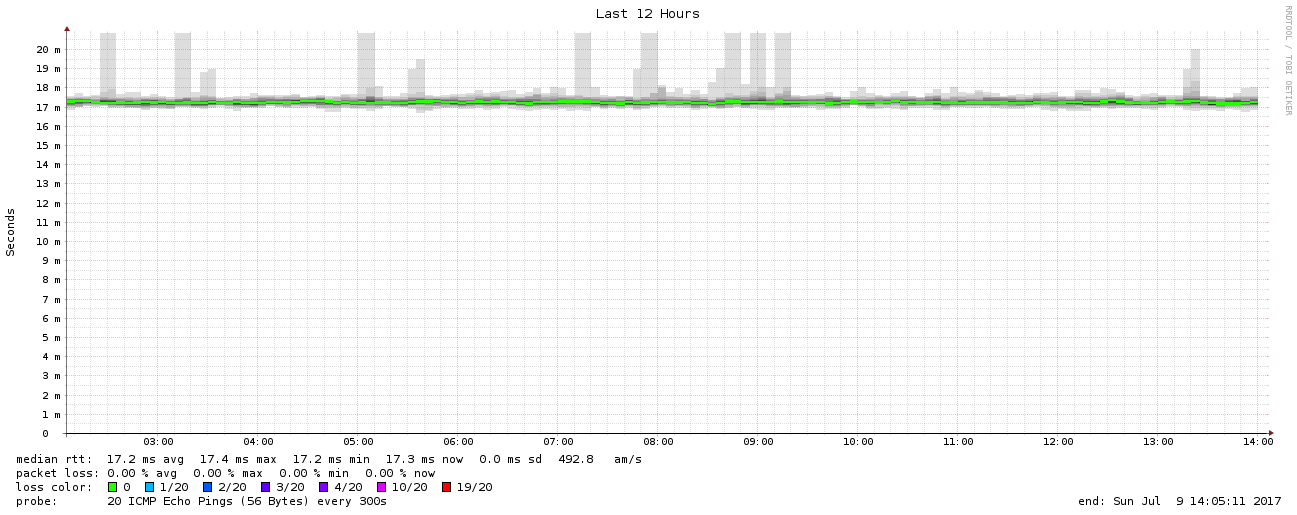 Last 12 Hours
RRDTOOL / TOBI OETIKER
Seconds
20 m
19 m
18 m
17 m
16 m
15 m
14 m
13 m
12 m
11 m
10 m
9 m
8 m
7 m
6 m
5 m
4 m
3 m
2 m
1 m
0
03:00 04:00 05:00 06:00 07:00 08:00 09:00 10:00 11:00 12:00 13:00 14:00
median rtt: 17.2 ms avg 17.4 ms max 17.2 ms min 17.3 ms now 0.0 ms sd 492.8 am/s
packet loss: 0.00 % avg 0.00 % max 0.00 % min 0.00 % now
loss color: 0 1/20 2/20 3/20 4/20 10/20 19/20
probe: 20 ICMP Echo Pings (56 Bytes) every 300s end: Sun Jul 9 14:05:11 2017